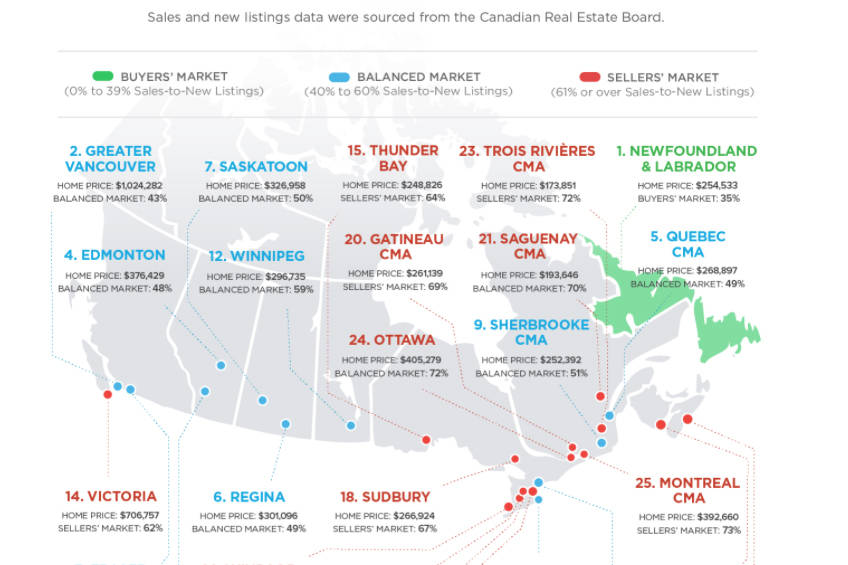 Sales and new listings data were sourced from the Canadian Real Estate Board.
BUYERS' MARKET
(0% to 39% Sales-to-New Listings)
BALANCED MARKET
(40% to 60% Sales-to-New Listings)
SELLERS' MARKET
(61% or over Sales-to-New Listings)
2. GREATER
VANCOUVER
HOME PRICE: $1,024,282
BALANCED MARKET: 43%
7. SASKATOON
HOME PRICE: $326,958
BALANCED MARKET: 50%
15. THUNDER
BAY
HOME PRICE: $248,826
SELLERS' MARKET: 64%
23. TROIS RIVIÈRES
CMA
HOME PRICE: $173,851
SELLERS' MARKET: 72%
1. NEWFOUNDLAND
& LABRADOR
HOME PRICE: $254,533
BUYERS' MARKET: 35%
4. EDMONTON
HOME PRICE: $376,429
BALANCED MARKET: 48%
12. WINNIPEG
HOME PRICE: $296,735
BALANCED MARKET: 59%
20. GATINEAU
CMA
HOME PRICE: $261,139
SELLERS' MARKET: 69%
21. SAGUENAY
CMA
HOME PRICE: $193,646
BALANCED MARKET: 70%
5. QUEBEC
CMA
HOME PRICE: $268,897
BALANCED MARKET: 49%
24. OTTAWA
HOME PRICE: $405,279
BALANCED MARKET: 72%
9. SHERBROOKE
CMA
HOME PRICE: $252,392
BALANCED MARKET: 51%
14. VICTORIA
HOME PRICE: $706,757
SELLERS' MARKET: 62%
6. REGINA
HOME PRICE: $301,096
BALANCED MARKET: 49%
18. SUDBURY
HOME PRICE: $266,924
SELLERS' MARKET: 67%
25. MONTREAL
CMA
HOME PRICE: $392,660
SELLERS' MARKET: 73%